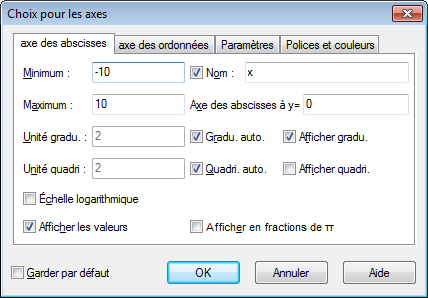 Choix pour les axes
axe des abscisses axe des ordonnées Paramètres Polices et couleurs
Minimum : -10 Nom : x
Maximum : 10 Axe des abscisses à y= 0
Unité gradu. : 2 Gradu. auto. Afficher gradu.
Unité quadri : 2 Quadri. auto. Afficher quadri.
Échelle logarithmique
Afficher les valeurs Afficher en fractions de π
Garder par défaut OK Annuler Aide